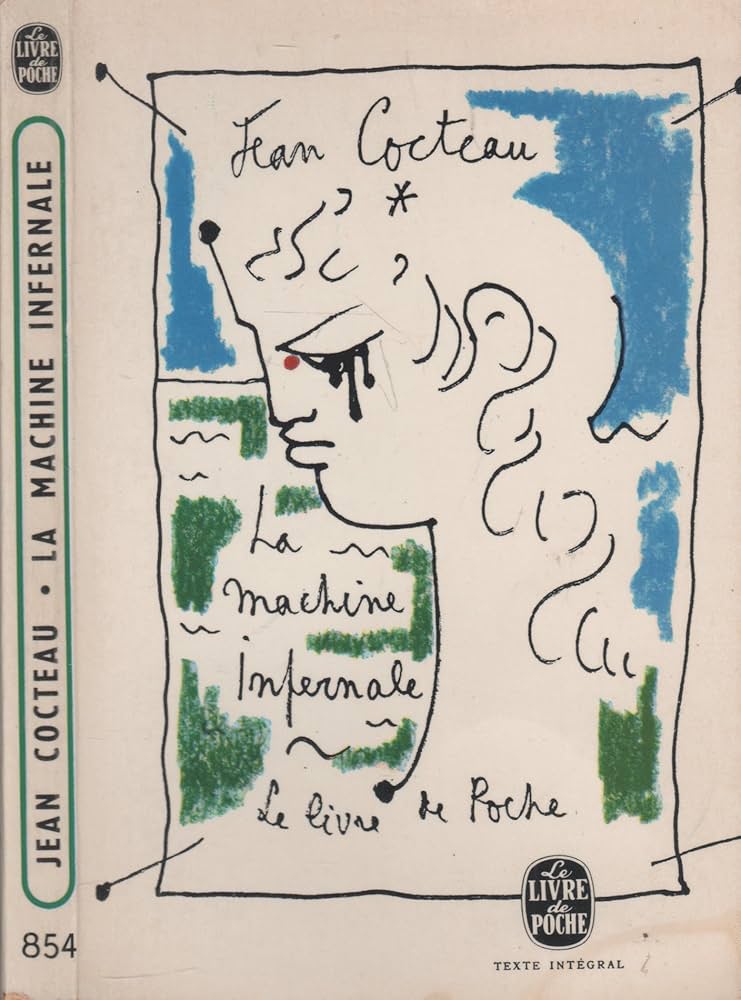 Le
LIVRE
de
POCHE
JEAN COCTEAU • LA MACHINE INFERNALE
854
Jean Cocteau
*
La
machine
infernale
Le livre de Poche
Le
LIVRE
de
POCHE
TEXTE INTÉGRAL